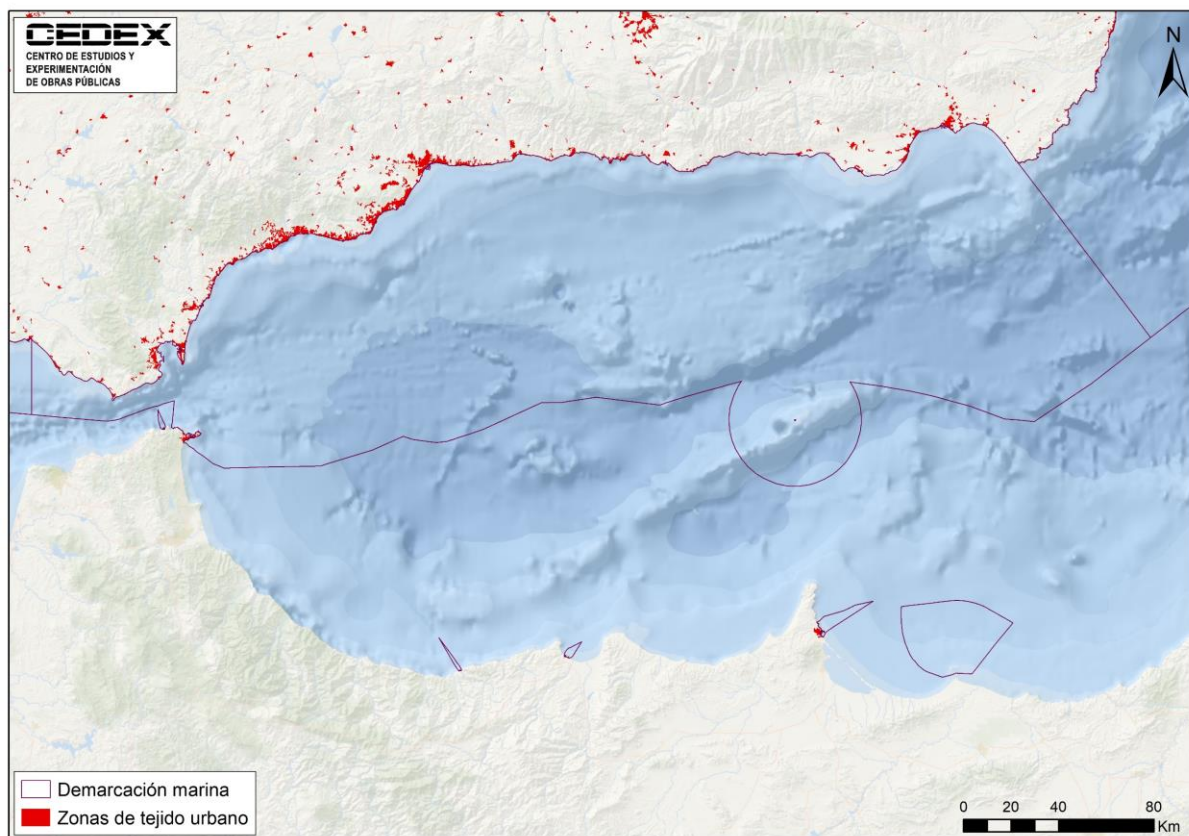 CEDEX
CENTRO DE ESTUDIOS Y
EXPERIMENTACIÓN
DE OBRAS PÚBLICAS
N
Demarcación marina
Zonas de tejido urbano
0 20 40 80
Km